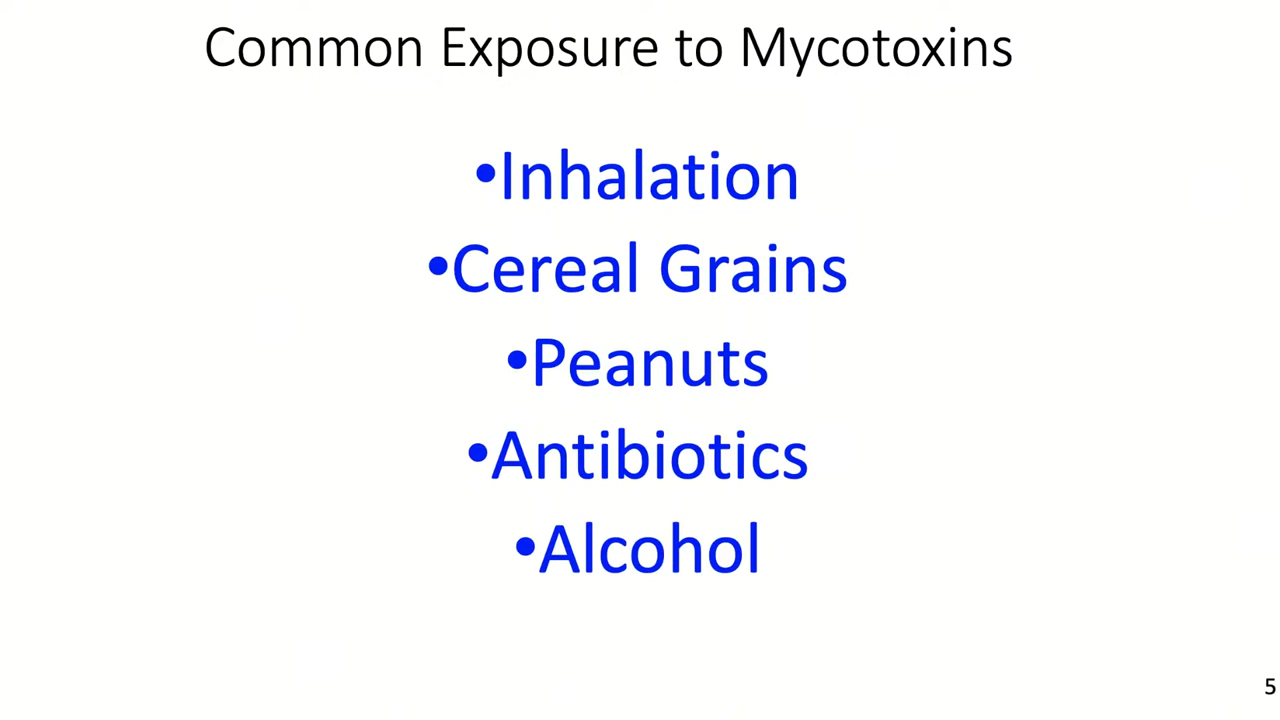 Common Exposure to Mycotoxins
•Inhalation
•Cereal Grains
•Peanuts
•Antibiotics
•Alcohol
5